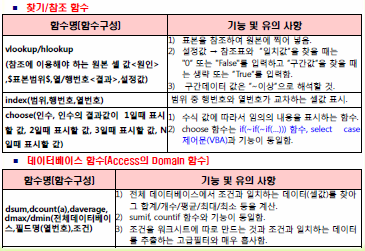 ■ 찾기/참조 함수
함수명(함수구성)
기능 및 유의 사항
vlookup/hlookup
(참조에 이용해야 하는 원본 셀 값<원인>
,$표본범위$,열/행번호<결과>,설정값)
1) 표본을 참조하여 원본에 찍어 넣음.
2) 설정값 → 참조표와 "일치값"을 찾을 때는
"0" 또는 "False"를 입력하고 "구간값"을 찾을 때
는 생략 또는 "True"를 입력함.
3) 구간데이터 값은 "~이상"으로 해석할 것.
index(범위,행번호,열번호)
범위 중 행번호와 열번호가 교차하는 셀값 표시.
choose(인수, 인수의 결과값이 1일때 표시
할 값, 2일때 표시할 값, 3일때 표시할 값, N
일때 표시할 값)
1) 수식 값에 따라서 임의의 내용을 표시하는 함수.
2) choose 함수는 if(~if(~if(...))) 함수, select case
제어문(VBA)과 기능이 동일함.
■ 데이터베이스 함수(Access의 Domain 함수)
함수명(함수구성)
기능 및 유의 사항
dsum,dcount(a),daverage,
dmax/dmin(전체데이터베이
스,필드명(열번호),조건)
1) 전체 데이터베이스에서 조건과 일치하는 데이터(셀값)를 찾아
그 합계/개수/평균/최대/최소 등을 계산.
2) sumif, countif 함수와 기능이 동일함.
3) 조건을 워크시트에 따로 만드는 것과 조건과 일치하는 데이터
를 추출하는 고급필터와 매우 흡사함.